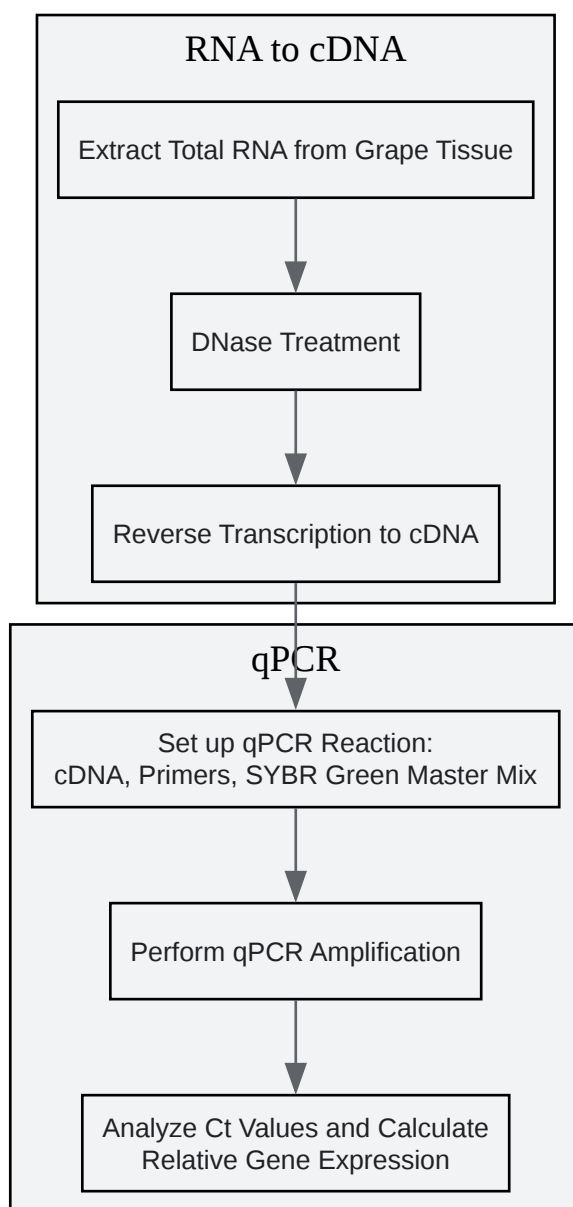 RNA to cDNA
Extract Total RNA from Grape Tissue
DNase Treatment
Reverse Transcription to cDNA
qPCR
Set up qPCR Reaction:
cDNA, Primers, SYBR Green Master Mix
Perform qPCR Amplification
Analyze Ct Values and Calculate
Relative Gene Expression